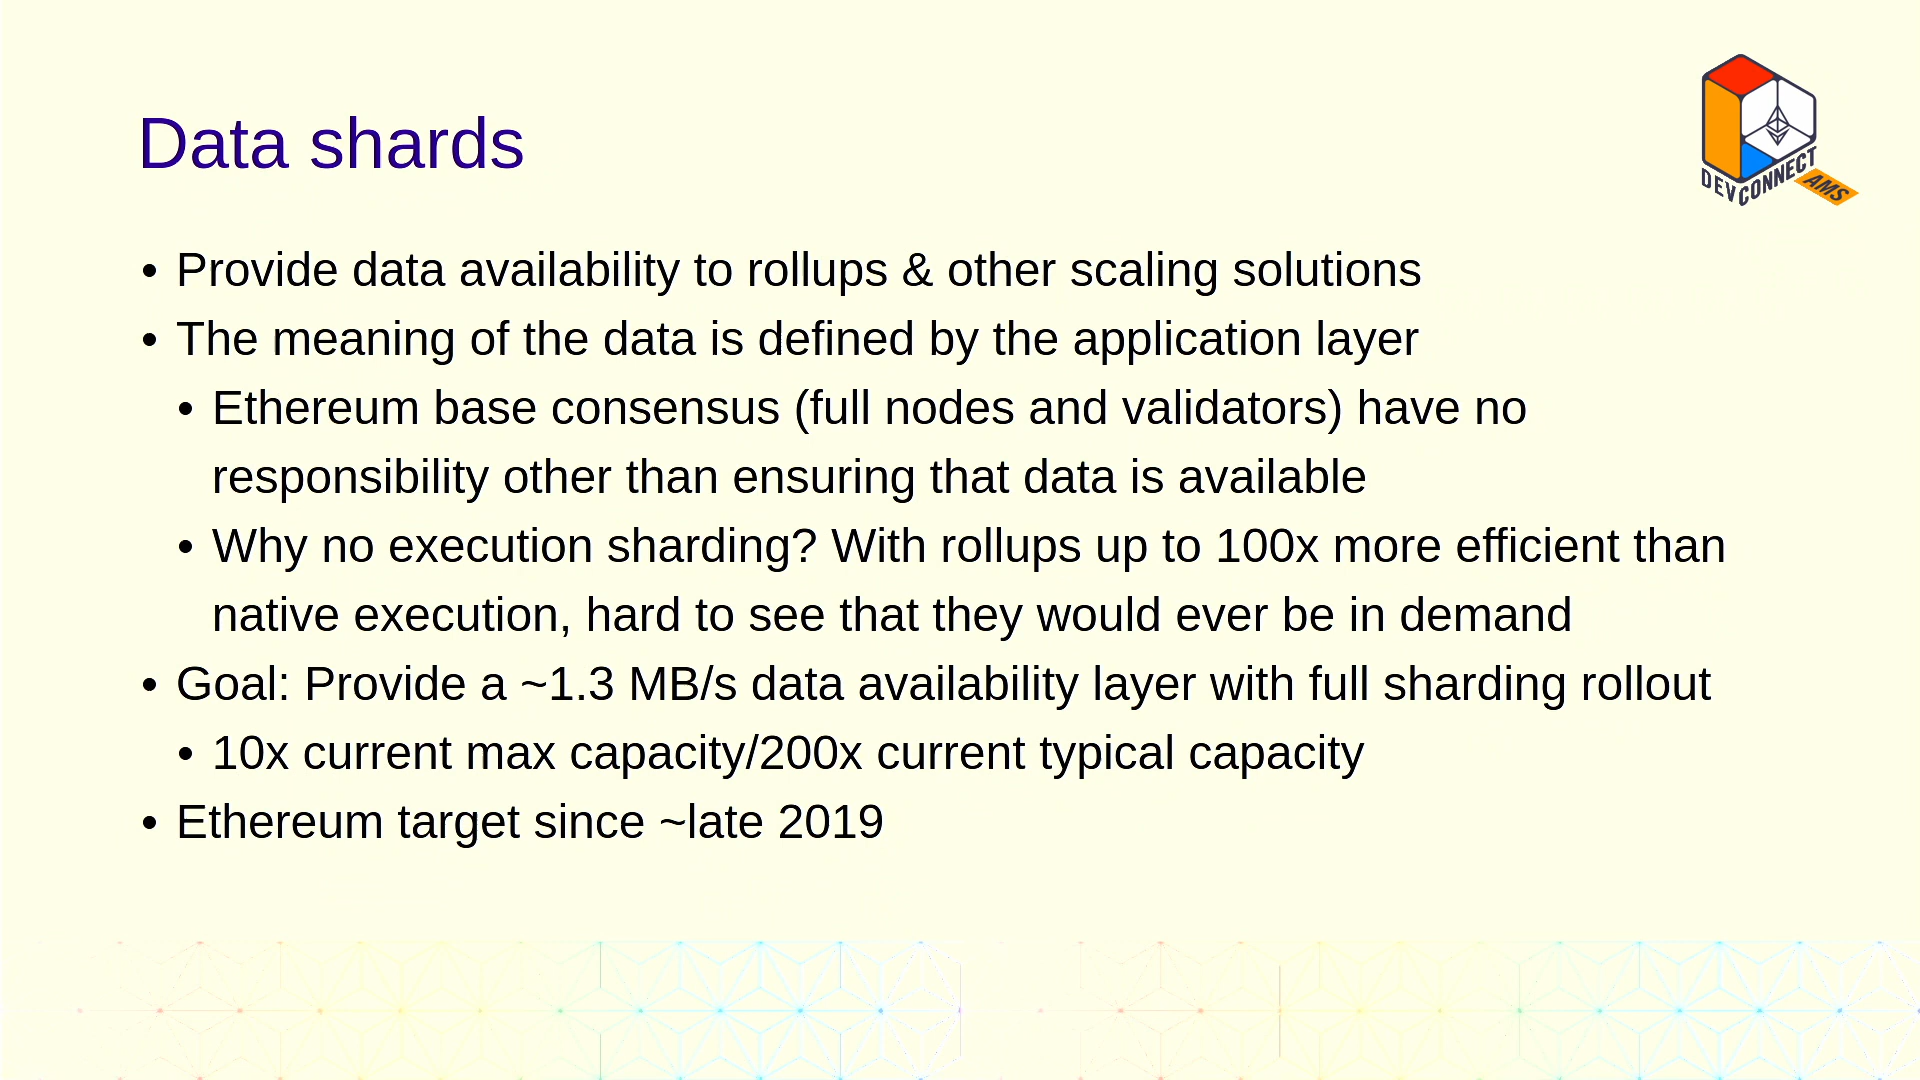 Data shards
DEVCONNECT
AMS
• Provide data availability to rollups & other scaling solutions
• The meaning of the data is defined by the application layer
• Ethereum base consensus (full nodes and validators) have no
responsibility other than ensuring that data is available
• Why no execution sharding? With rollups up to 100x more efficient than
native execution, hard to see that they would ever be in demand
• Goal: Provide a ~1.3 MB/s data availability layer with full sharding rollout
• 10x current max capacity/200x current typical capacity
• Ethereum target since ~late 2019